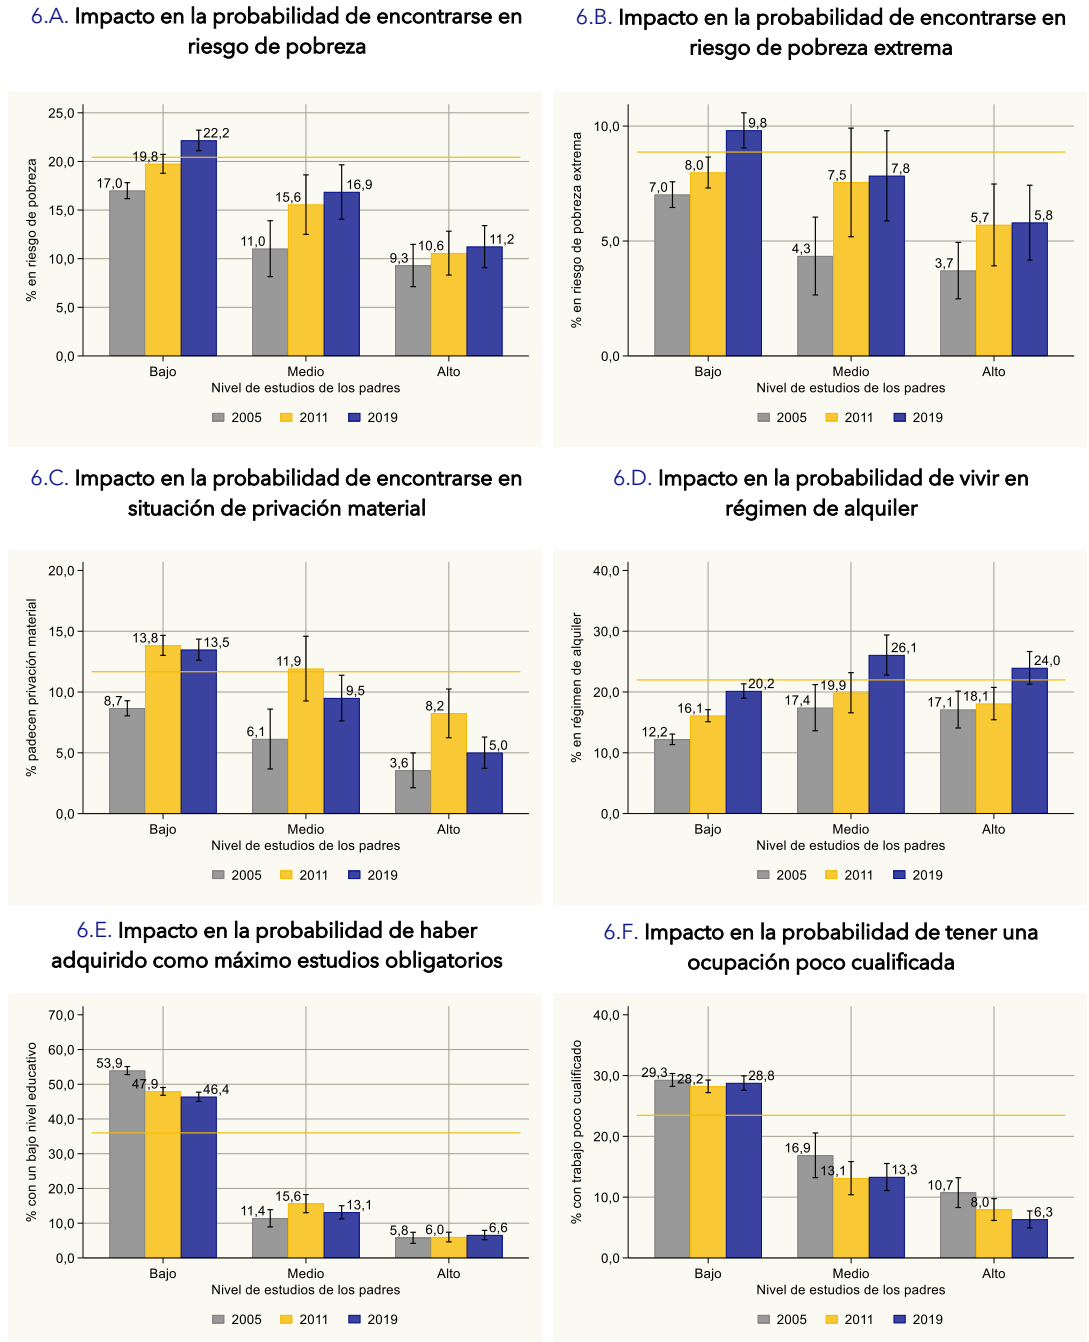 6.A. Impacto en la probabilidad de encontrarse en
riesgo de pobreza
% en riesgo de pobreza
25,0
20,0
15,0
10,0
5,0
0,0
17,0
19,8
22,2
11,0
15,6
16,9
9,3
10,6
11,2
Bajo
Medio
Alto
Nivel de estudios de los padres
2005 2011 2019
6.B. Impacto en la probabilidad de encontrarse en
riesgo de pobreza extrema
% en riesgo de pobreza extrema
10,0
5,0
0,0
7,0
8,0
9,8
4,3
7,5
7,8
3,7
5,7
5,8
Bajo
Medio
Alto
Nivel de estudios de los padres
2005 2011 2019
6.C. Impacto en la probabilidad de encontrarse en
situación de privación material
% padecen privación material
20,0
15,0
10,0
5,0
0,0
8,7
13,8
13,5
6,1
11,9
9,5
3,6
8,2
5,0
Bajo
Medio
Alto
Nivel de estudios de los padres
2005 2011 2019
6.D. Impacto en la probabilidad de vivir en
régimen de alquiler
% en régimen de alquiler
40,0
30,0
20,0
10,0
0,0
12,2
16,1
20,2
17,4
19,9
26,1
17,1
18,1
24,0
Bajo
Medio
Alto
Nivel de estudios de los padres
2005 2011 2019
6.E. Impacto en la probabilidad de haber
adquirido como máximo estudios obligatorios
% con un bajo nivel educativo
70,0
60,0
50,0
40,0
30,0
20,0
10,0
0,0
53,9
47,9
46,4
11,4
15,6
13,1
5,8
6,0
6,6
Bajo
Medio
Alto
Nivel de estudios de los padres
2005 2011 2019
6.F. Impacto en la probabilidad de tener una
ocupación poco cualificada
% con trabajo poco cualificado
40,0
30,0
20,0
10,0
0,0
29,3
28,2
28,8
16,9
13,1
13,3
10,7
8,0
6,3
Bajo
Medio
Alto
Nivel de estudios de los padres
2005 2011 2019